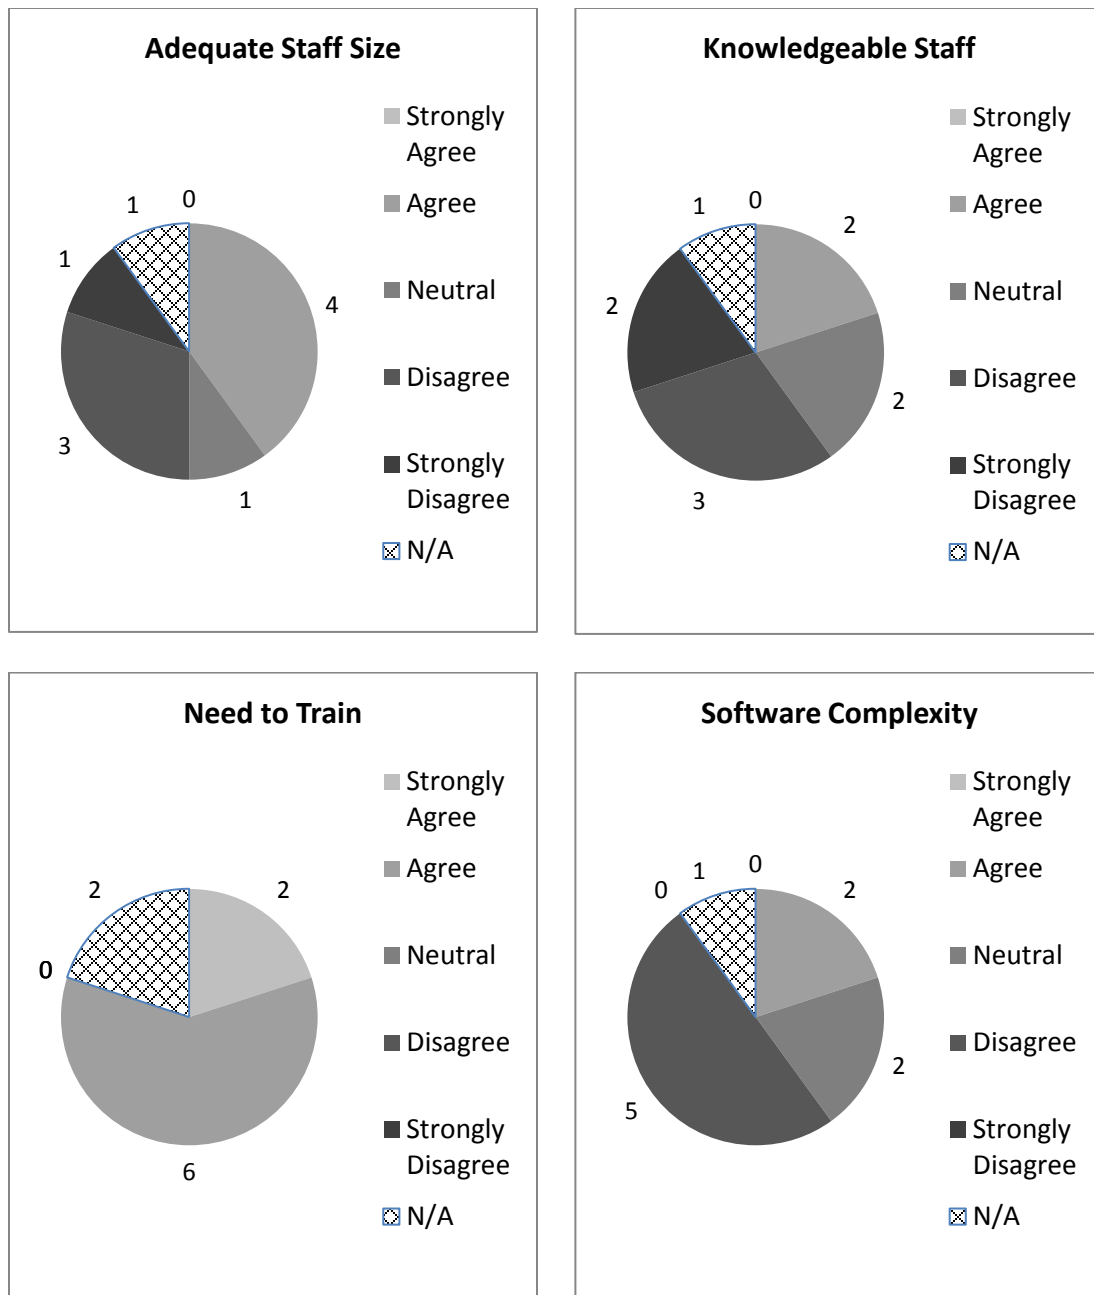 Adequate Staff Size
Strongly
Agree
Agree
Neutral
Disagree
Strongly
Disagree
N/A
0
4
1
3
1
1
Knowledgeable Staff
Strongly
Agree
Agree
Neutral
Disagree
Strongly
Disagree
N/A
0
2
2
3
2
1
Need to Train
Strongly
Agree
Agree
Neutral
Disagree
Strongly
Disagree
N/A
2
6
0
2
Software Complexity
Strongly
Agree
Agree
Neutral
Disagree
Strongly
Disagree
N/A
0
2
2
5
0
1